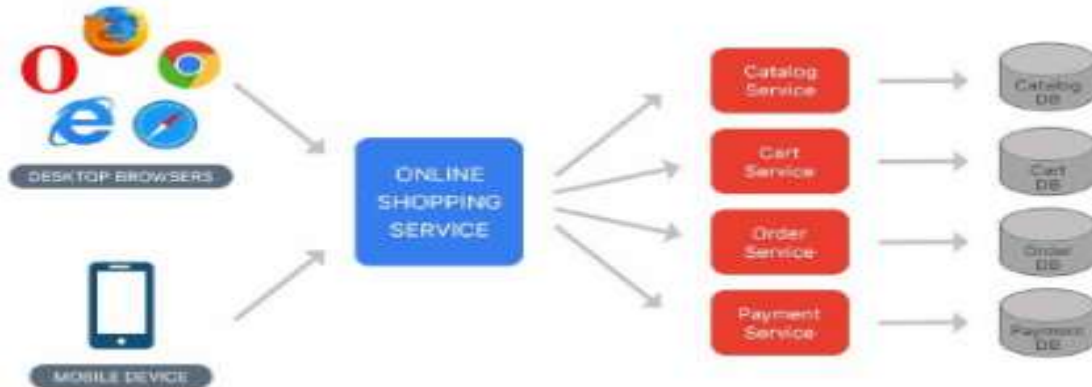 DESKTOP BROWSERS
MOBILE DEVICE
ONLINE
SHOPPING
SERVICE
Catalog
Service
Cart
Service
Order
Service
Payment
Service
Catalog
DB
Cart
DB
Order
DB
Payment
DB